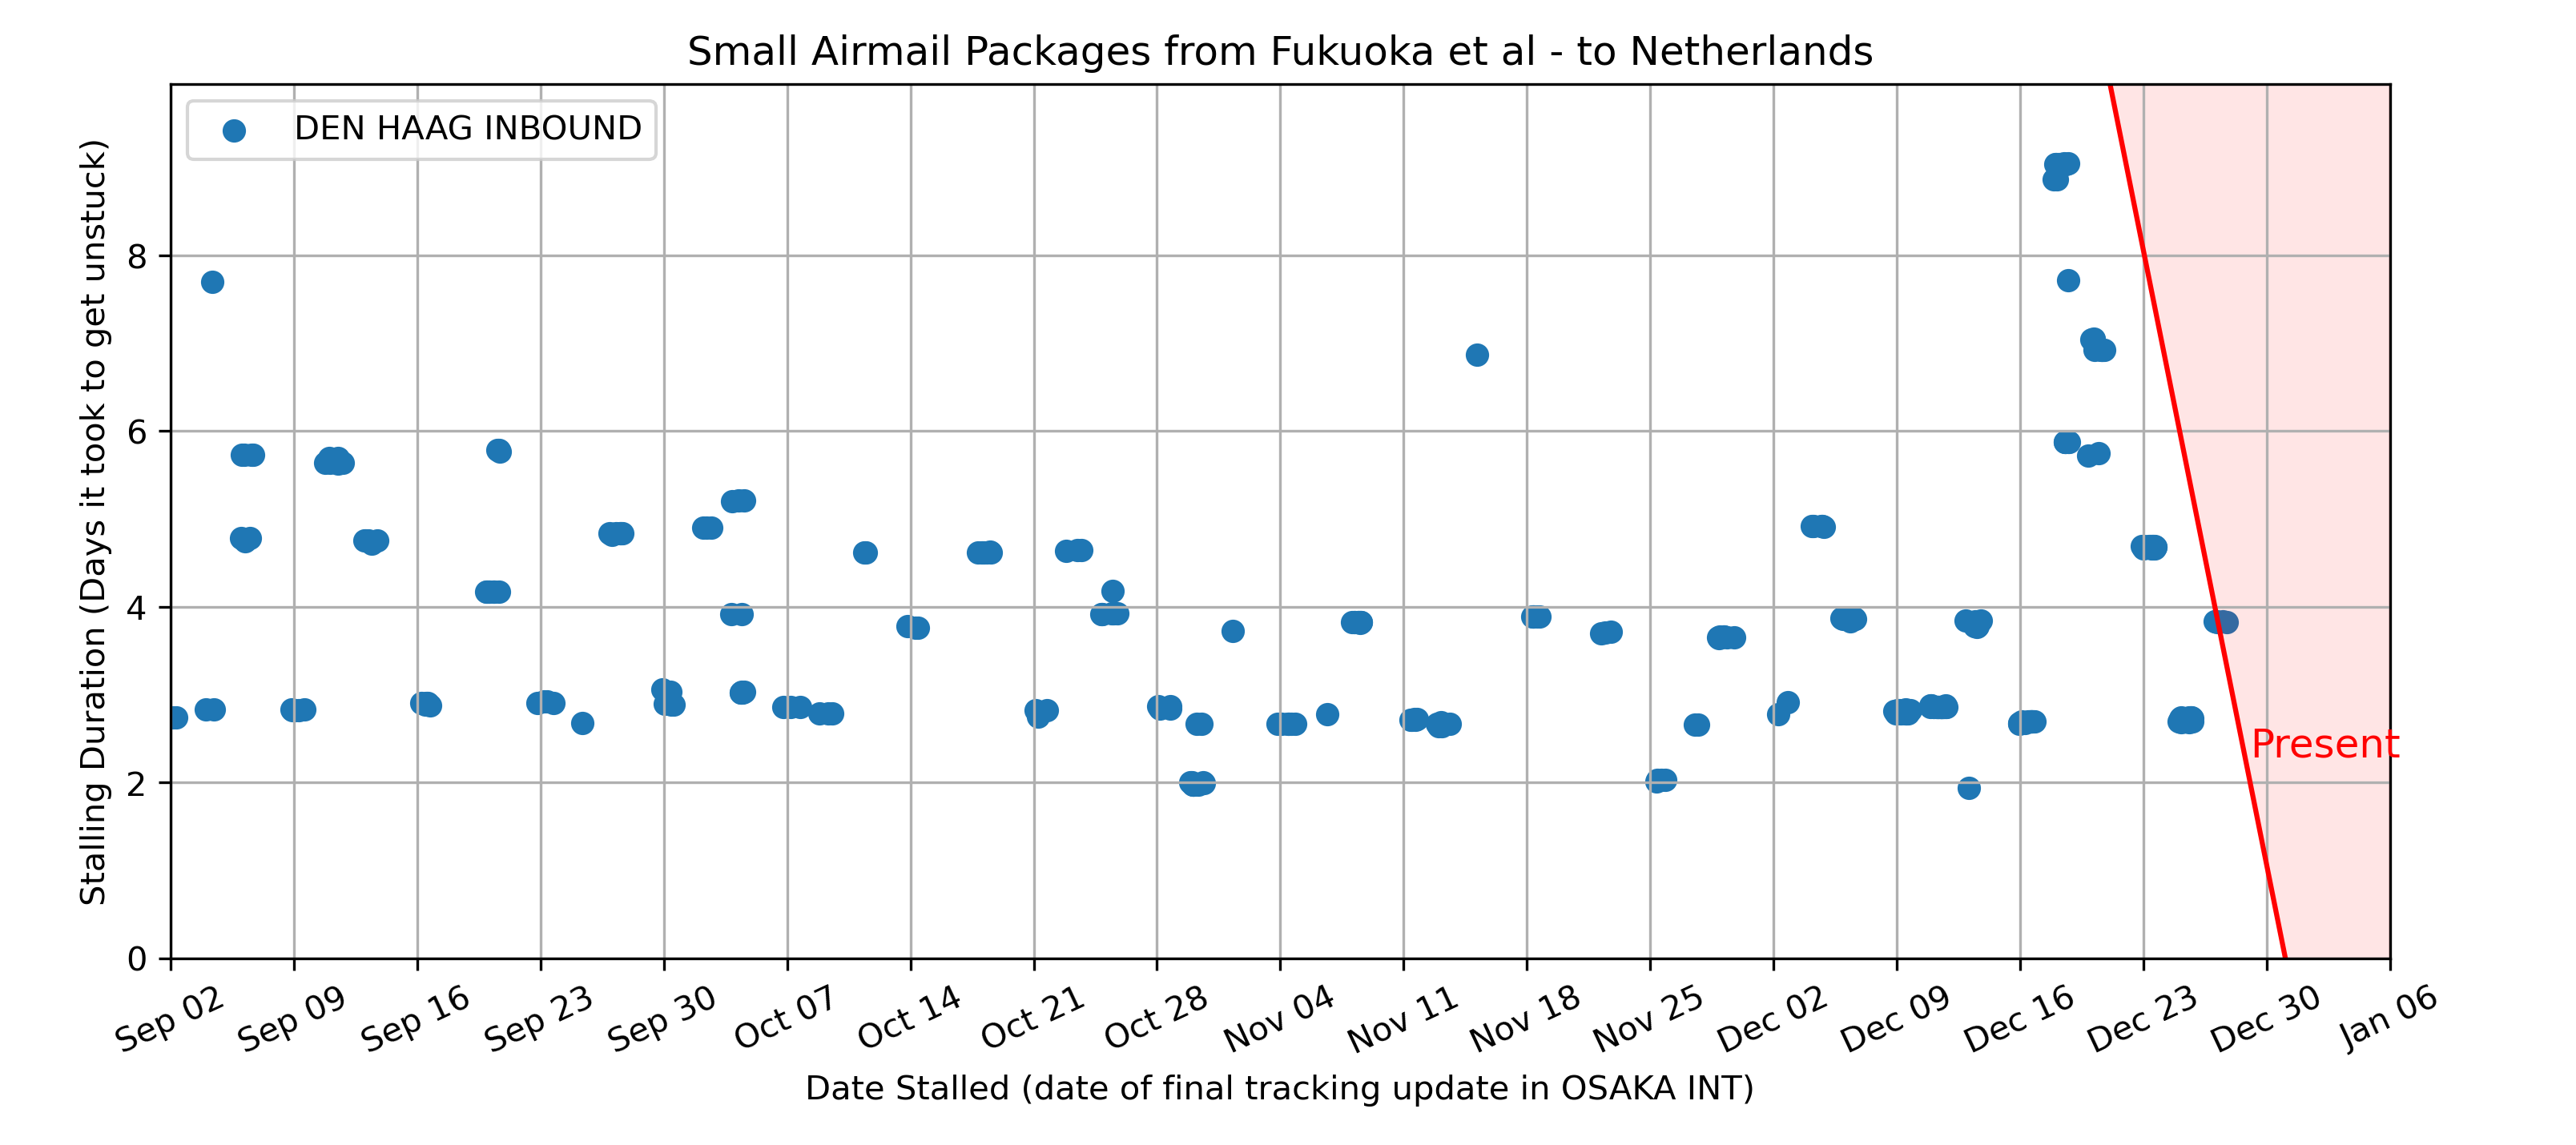 Small Airmail Packages from Fukuoka et al - to Netherlands
DEN HAAG INBOUND
Stalling Duration (Days it took to get unstuck)
8
6
4
2
0
Present
Sep 02
Sep 09
Sep 16
Sep 23
Sep 30
Oct 07
Oct 14
Oct 21
Oct 28
Nov 04
Nov 11
Nov 18
Nov 25
Dec 02
Dec 09
Dec 16
Dec 23
Dec 30
Jan 06
Date Stalled (date of final tracking update in OSAKA INT)